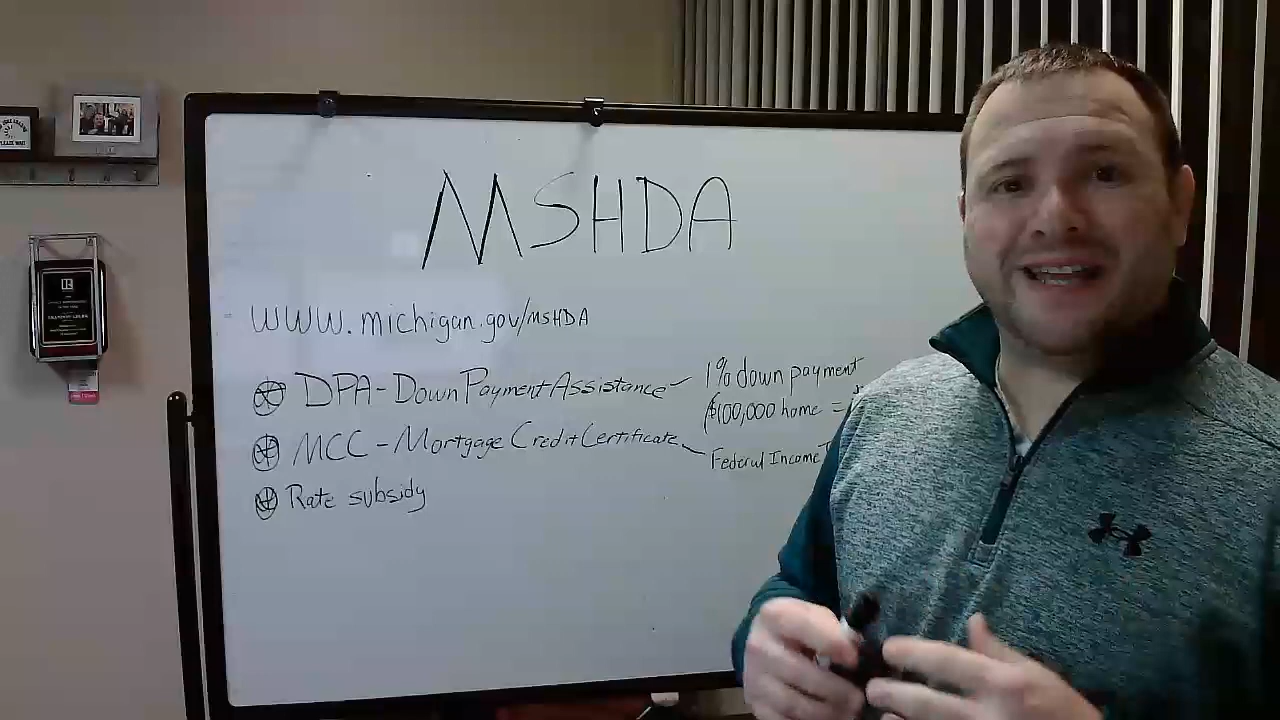 MSHDA
www.michigan.gov/MSHDA
DPA - Down Payment Assistance - 1% down payment
$100,000 home =
MCC - Mortgage Credit Certificate - Federal Income
Rate subsidy